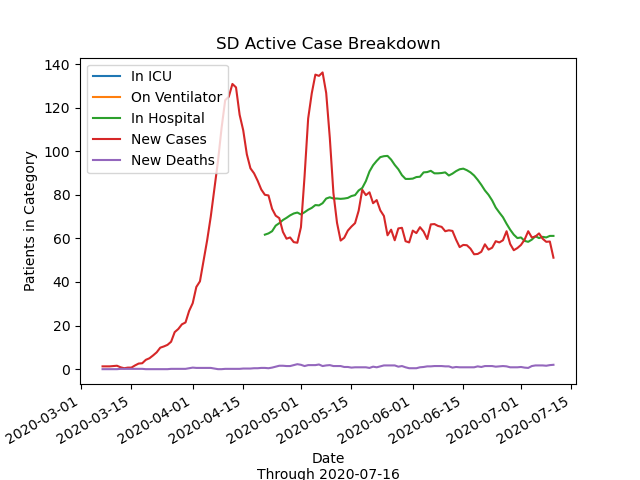 SD Active Case Breakdown
In ICU
On Ventilator
In Hospital
New Cases
New Deaths
Patients in Category
140
120
100
80
60
40
20
0
2020-03-01
2020-03-15
2020-04-01
2020-04-15
2020-05-01
2020-05-15
2020-06-01
2020-06-15
2020-07-01
2020-07-15
Date
Through 2020-07-16